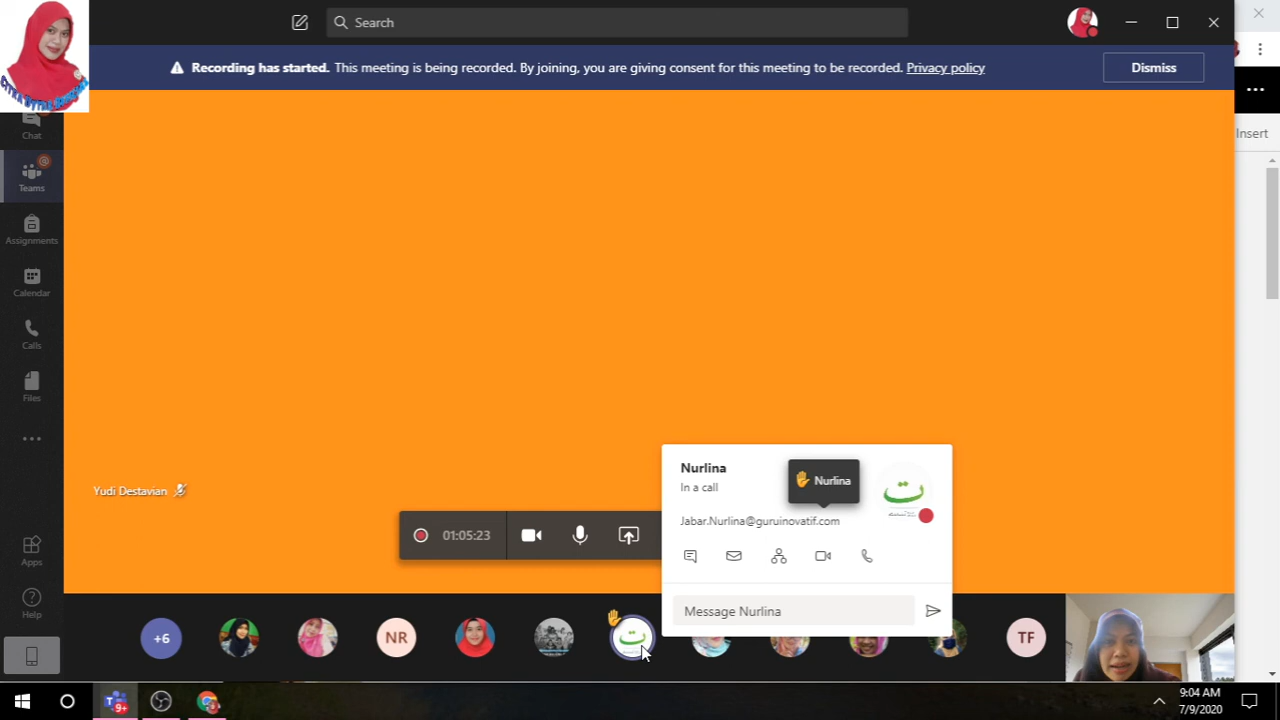 Search
Recording has started. This meeting is being recorded. By joining, you are giving consent for this meeting to be recorded. Privacy policy
Dismiss
Chat
Insert
@
Teams
Assignments
Calendar
Calls
Files
Nurlina
Nurlina
In a call
ت
Yudi Destavian
Jabar.Nurlina@guruinovatif.com
01:05:23
Apps
Help
Message Nurlina
+6
NR
ت
TF
9+
9:04 AM
7/9/2020